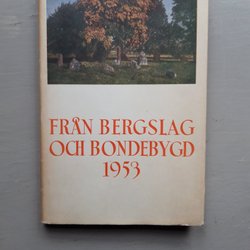 FRÅN BERGSLAG
OCH BONDEBYGD
1953